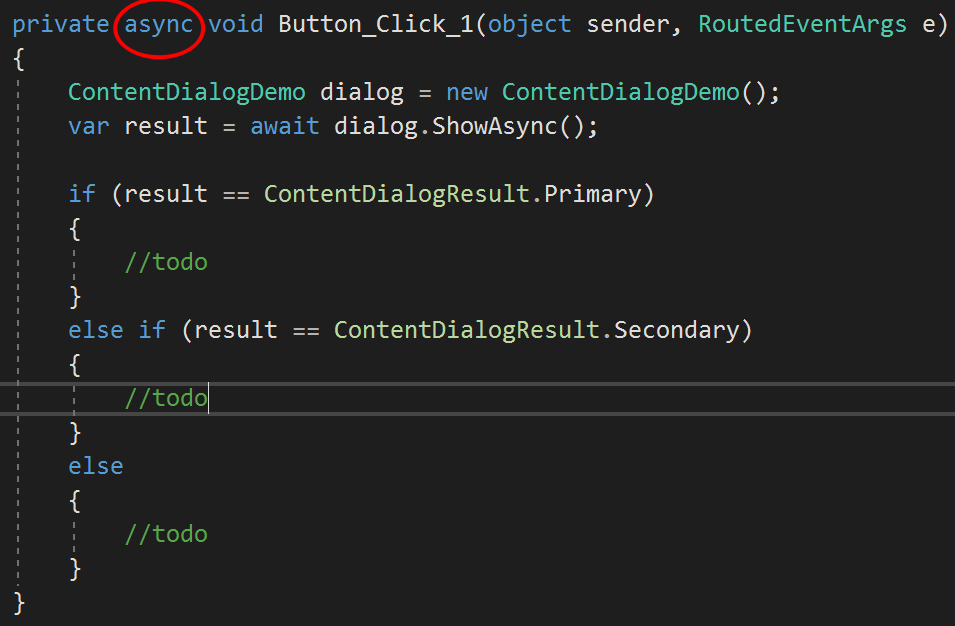 private async void Button_Click_1(object sender, RoutedEventArgs e)
{
    ContentDialogDemo dialog = new ContentDialogDemo();
    var result = await dialog.ShowAsync();

    if (result == ContentDialogResult.Primary)
    {
        //todo
    }
    else if (result == ContentDialogResult.Secondary)
    {
        //todo
    }
    else
    {
        //todo
    }
}